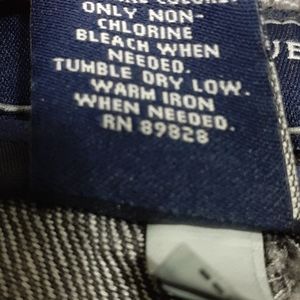 ONLY NON-
CHLORINE
BLEACH WHEN
NEEDED.
TUMBLE DRY LOW.
WARM IRON
WHEN NEEDED.
RN 89828